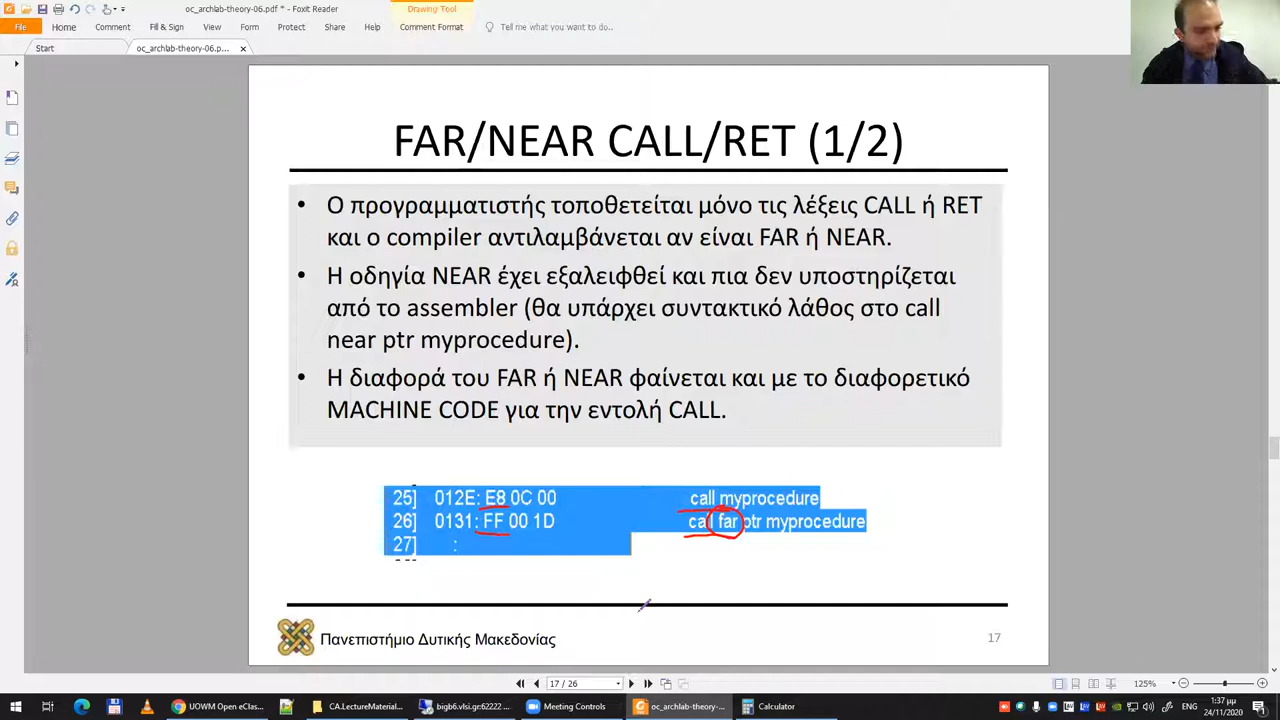 oc_archlab-theory-06.pdf * - Foxit Reader
Drawing Tool
File
Home
Comment
Fill & Sign
View
Form
Protect
Share
Help
Comment Format
Tell me what you want to do..
Start
oc_archlab-theory-06.p...
FAR/NEAR CALL/RET (1/2)
• Ο προγραμματιστής τοποθετείται μόνο τις λέξεις CALL ή RET
και ο compiler αντιλαμβάνεται αν είναι FAR ή NEAR.
• Η οδηγία NEAR έχει εξαλειφθεί και πια δεν υποστηρίζεται
από το assembler (θα υπάρχει συντακτικό λάθος στο call
near ptr myprocedure).
• Η διαφορά του FAR ή NEAR φαίνεται και με το διαφορετικό
MACHINE CODE για την εντολή CALL.
25] 012E: E8 0C 00 call myprocedure
26] 0131: FF 00 1D call far ptr myprocedure
27] :
Πανεπιστήμιο Δυτικής Μακεδονίας
17
17 / 26
125%
UOWM Open eClas...
CA.LectureMaterial...
bigb6.vlsi.gr:62222 ...
Meeting Controls
oc_archlab-theory-...
Calculator
1:37 μμ
24/11/2020